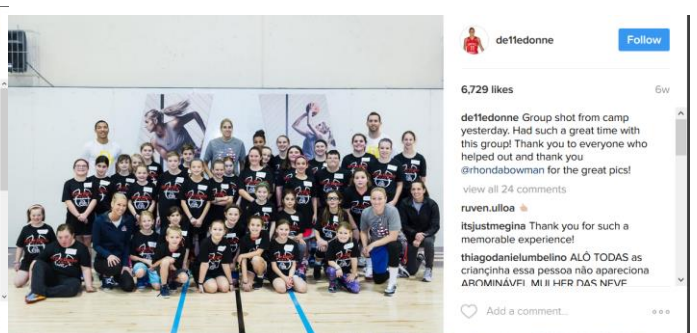 de11edonne
Follow
6,729 likes
6w
de11edonne Group shot from camp
yesterday. Had such a great time with
this group! Thank you to everyone who
helped out and thank you
@rhondabowman for the great pics!
view all 24 comments
ruven.ulloa 👆🏻
itsjustmegina Thank you for such a
memorable experience!
thiagodanielumbelino ALÔ TODAS as
criançinha essa pessoa não apareciona
ABOMINÁVEL MULHER DAS NEVE
Add a comment...